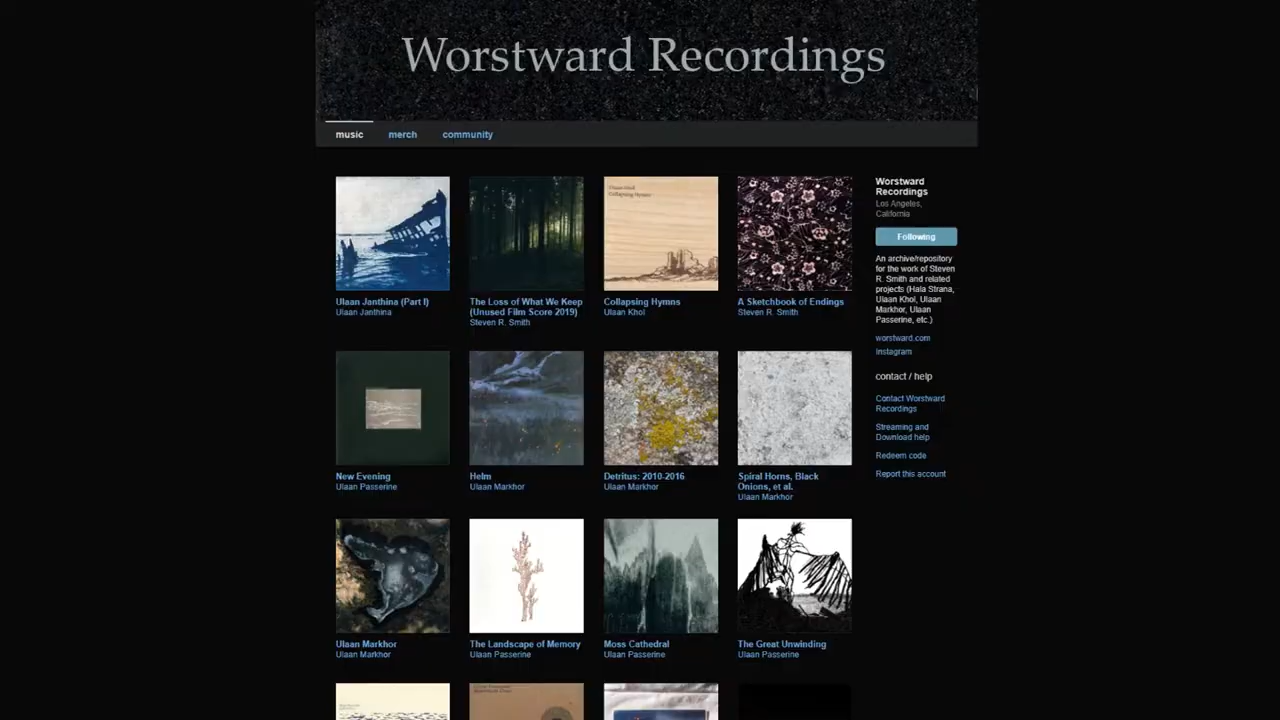 Worstward Recordings
music merch community
Ulaan Janthina (Part I)
Ulaan Janthina
The Loss of What We Keep
(Unused Film Score 2019)
Steven R. Smith
Collapsing Hymns
Ulaan Khol
A Sketchbook of Endings
Steven R. Smith
Worstward
Recordings
Los Angeles,
California
Following
An archive/repository
for the work of Steven
R. Smith and related
projects (Hala Strana,
Ulaan Khol, Ulaan
Markhor, Ulaan
Passerine, etc.)
worstward.com
Instagram
contact / help
Contact Worstward
Recordings
Streaming and
Download help
Redeem code
Report this account
New Evening
Ulaan Passerine
Helm
Ulaan Markhor
Detritus: 2010-2016
Ulaan Markhor
Spiral Horns, Black
Onions, et al.
Ulaan Markhor
Ulaan Markhor
Ulaan Markhor
The Landscape of Memory
Ulaan Passerine
Moss Cathedral
Ulaan Passerine
The Great Unwinding
Ulaan Passerine